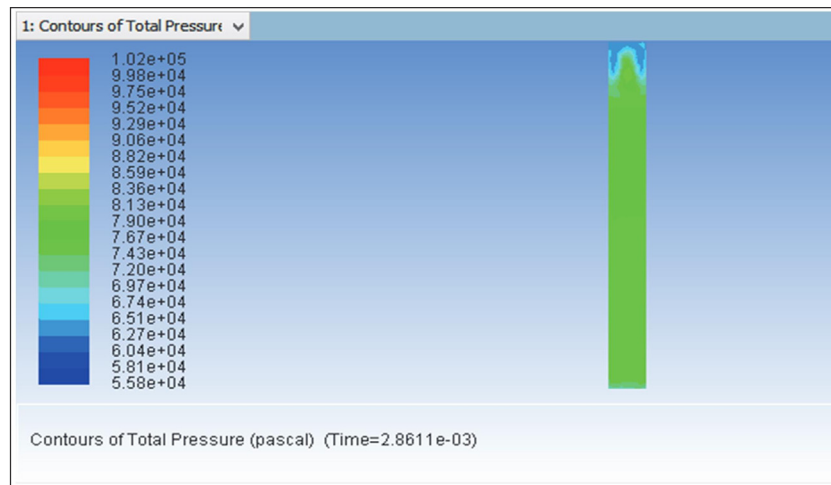 1: Contours of Total Pressure
1.02e+05
9.98e+04
9.75e+04
9.52e+04
9.29e+04
9.06e+04
8.82e+04
8.59e+04
8.36e+04
8.13e+04
7.90e+04
7.67e+04
7.43e+04
7.20e+04
6.97e+04
6.74e+04
6.51e+04
6.27e+04
6.04e+04
5.81e+04
5.58e+04
Contours of Total Pressure (pascal) (Time=2.8611e-03)